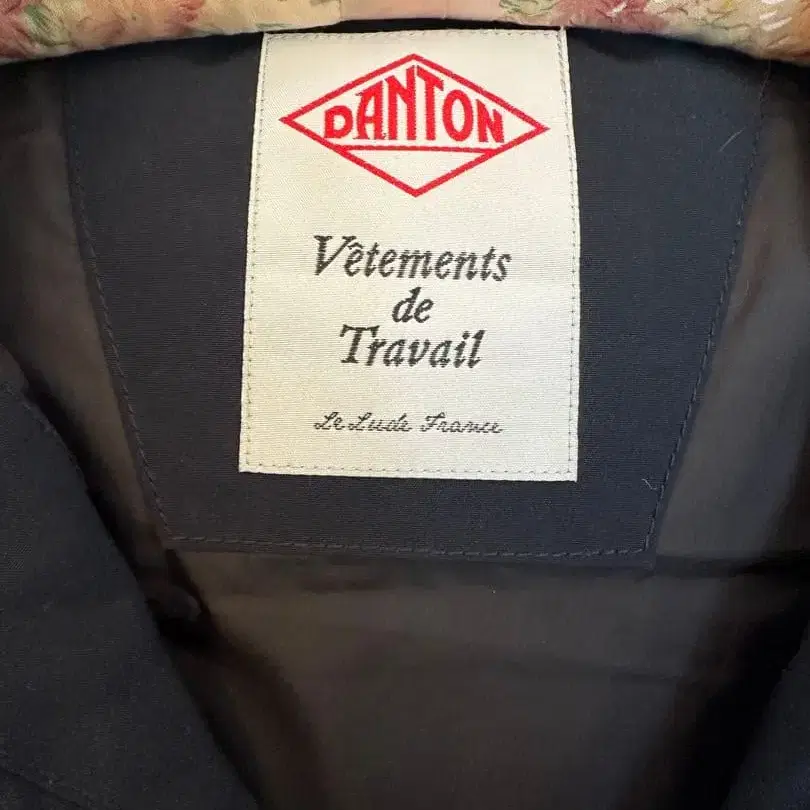 DANTON
Vêtements
de
Travail
Le Lude France